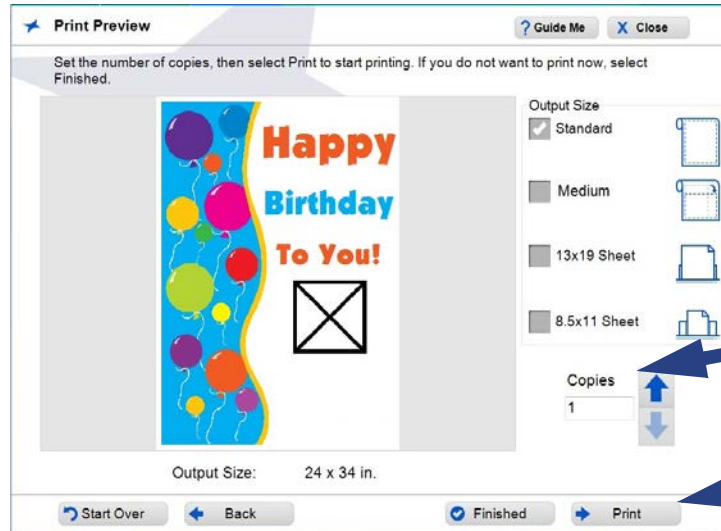 Print Preview
? Guide Me
X Close
Set the number of copies, then select Print to start printing. If you do not want to print now, select
Finished.
Happy
Birthday
To You!
Output Size
Standard
Medium
13x19 Sheet
8.5x11 Sheet
Copies
1
Output Size: 24 x 34 in.
Start Over
Back
Finished
Print